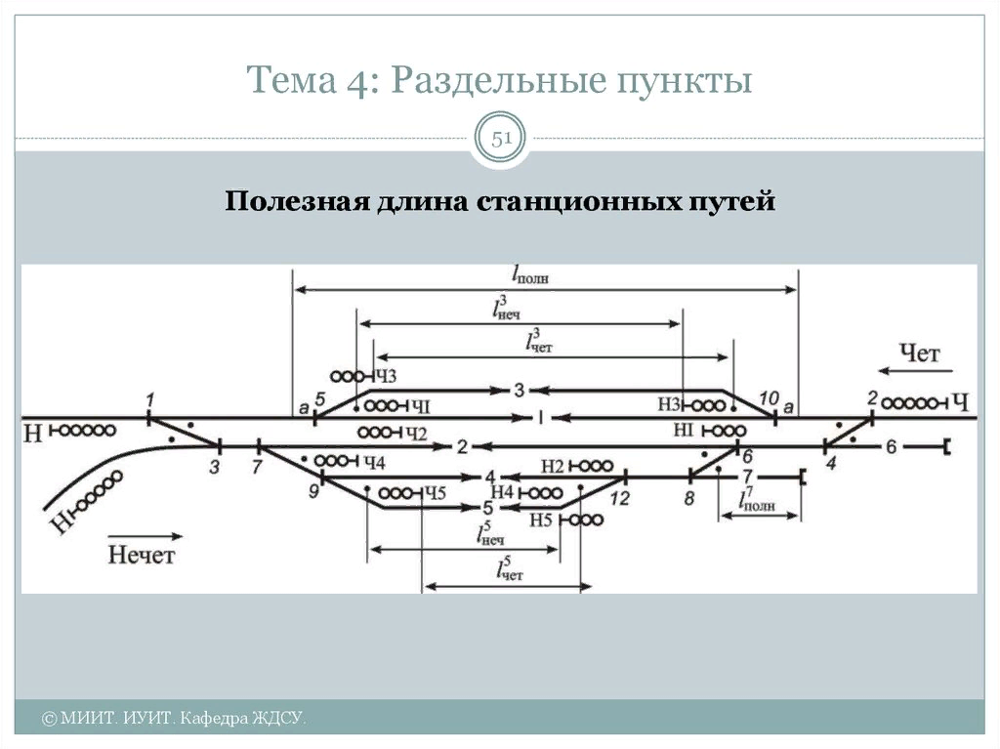 Тема 4: Раздельные пункты
51
Полезная длина станционных путей
lполн
l³неч
l³чет
Чет
Ч3
1
а 5
ЧI
3
Н3
10 а
2
Ч
Н
I
Ч2
НI
3
7
Ч4
2
6
4
6
9
4
Н2
7
Ч5
Н4
12
8
l⁷полн
Н
5
Н5
Нечет
l⁵неч
l⁵чет
© МИИТ. ИУИТ. Кафедра ЖДСУ.